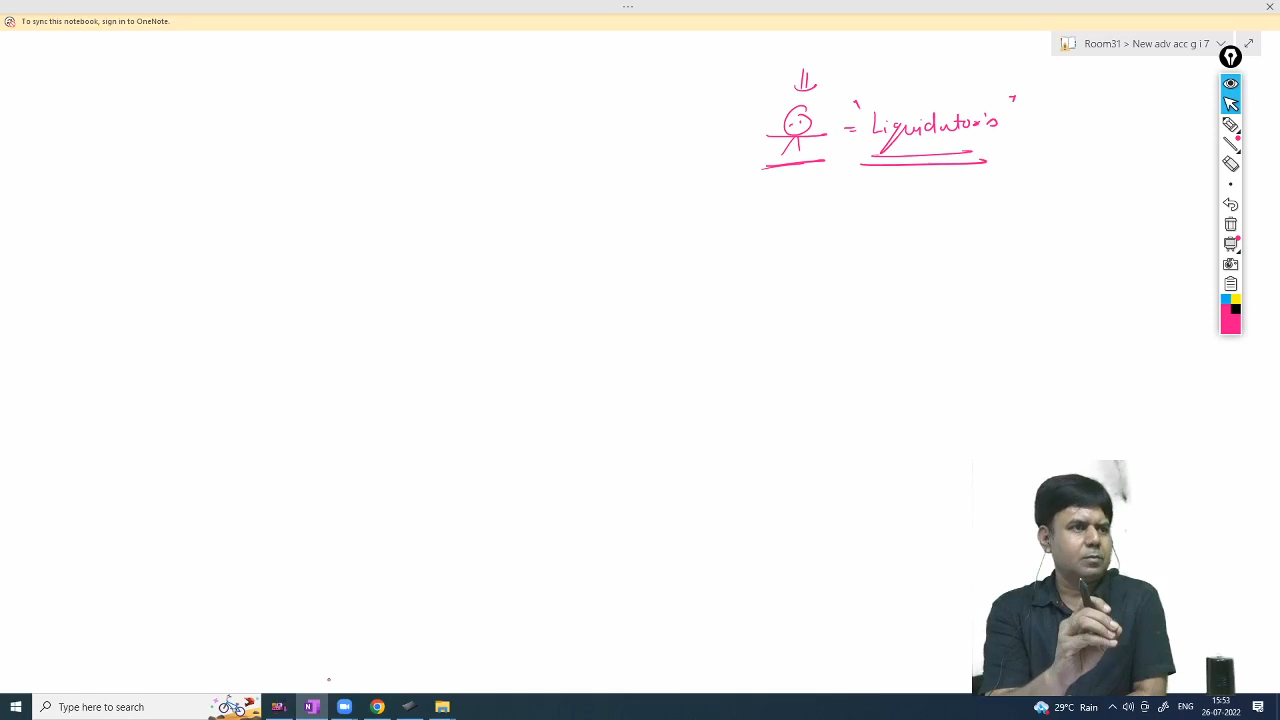 To sync this notebook, sign in to OneNote.
Room31 > New adv acc g i 7
= "Liquidator's"
Type here to search
29°C Rain
ENG
15:53
26-07-2022